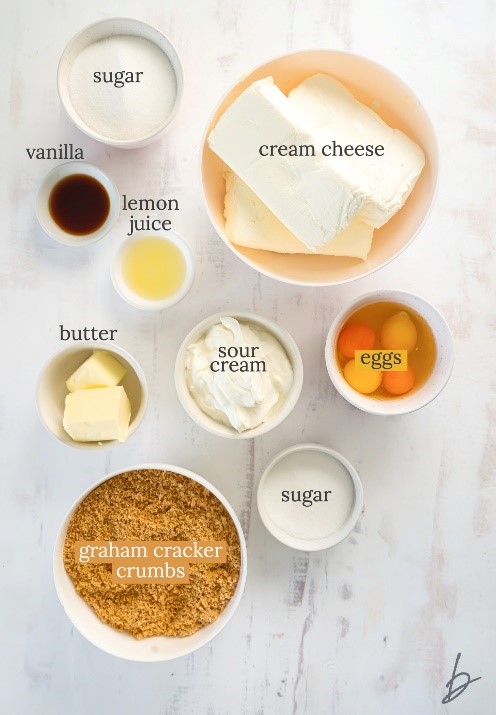 sugar
cream cheese
vanilla
lemon
juice
butter
sour
cream
eggs
sugar
graham cracker
crumbs
b